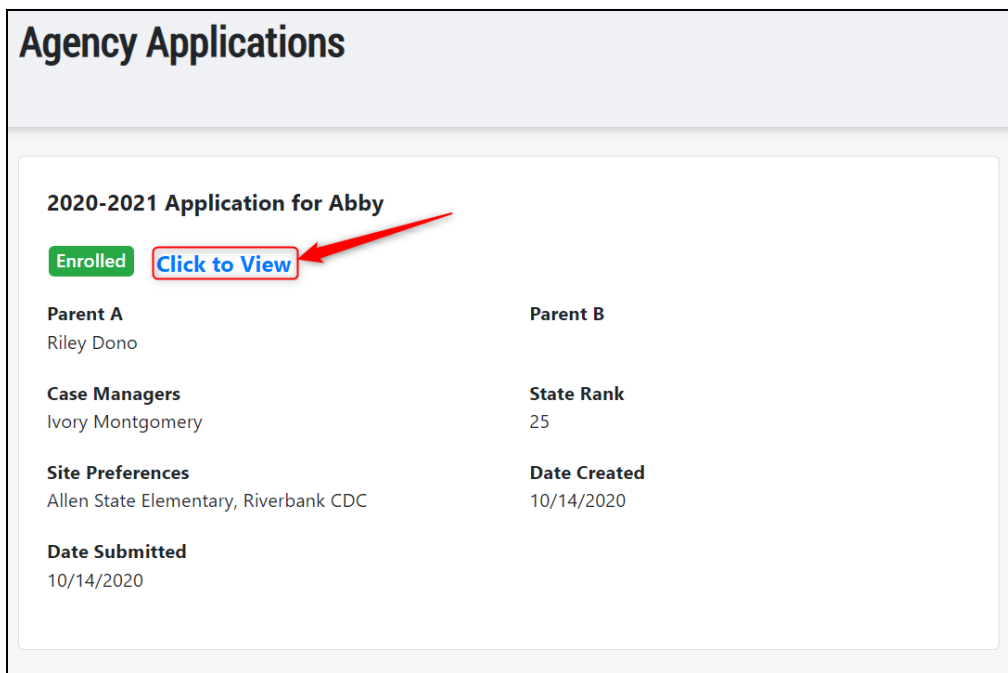 Agency Applications
2020-2021 Application for Abby
Enrolled Click to View
Parent A Parent B
Riley Dono
Case Managers State Rank
Ivory Montgomery 25
Site Preferences Date Created
Allen State Elementary, Riverbank CDC 10/14/2020
Date Submitted
10/14/2020